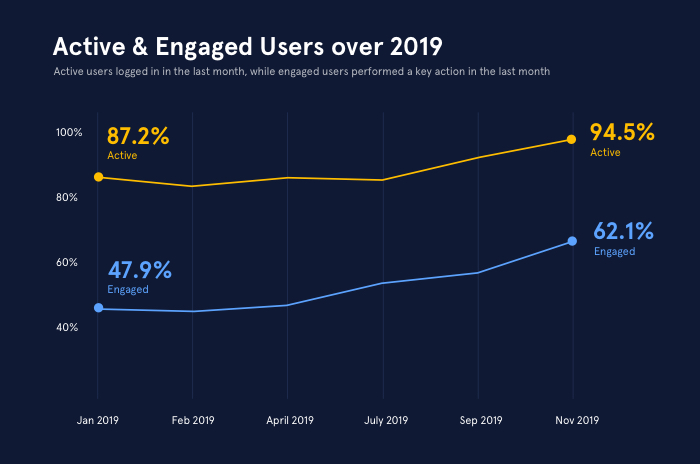 Active & Engaged Users over 2019
Active users logged in in the last month, while engaged users performed a key action in the last month
100%
87.2%
Active
94.5%
Active
80%
62.1%
Engaged
60%
47.9%
Engaged
40%
Jan 2019 Feb 2019 April 2019 July 2019 Sep 2019 Nov 2019